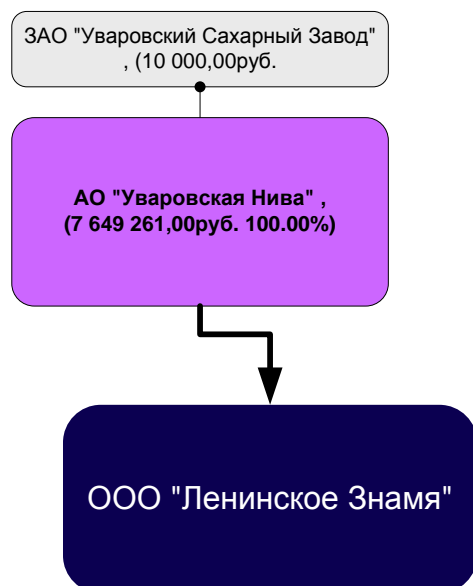 ЗАО "Уваровский Сахарный Завод"
, (10 000,00руб.
АО "Уваровская Нива" ,
(7 649 261,00руб. 100.00%)
ООО "Ленинское Знамя"